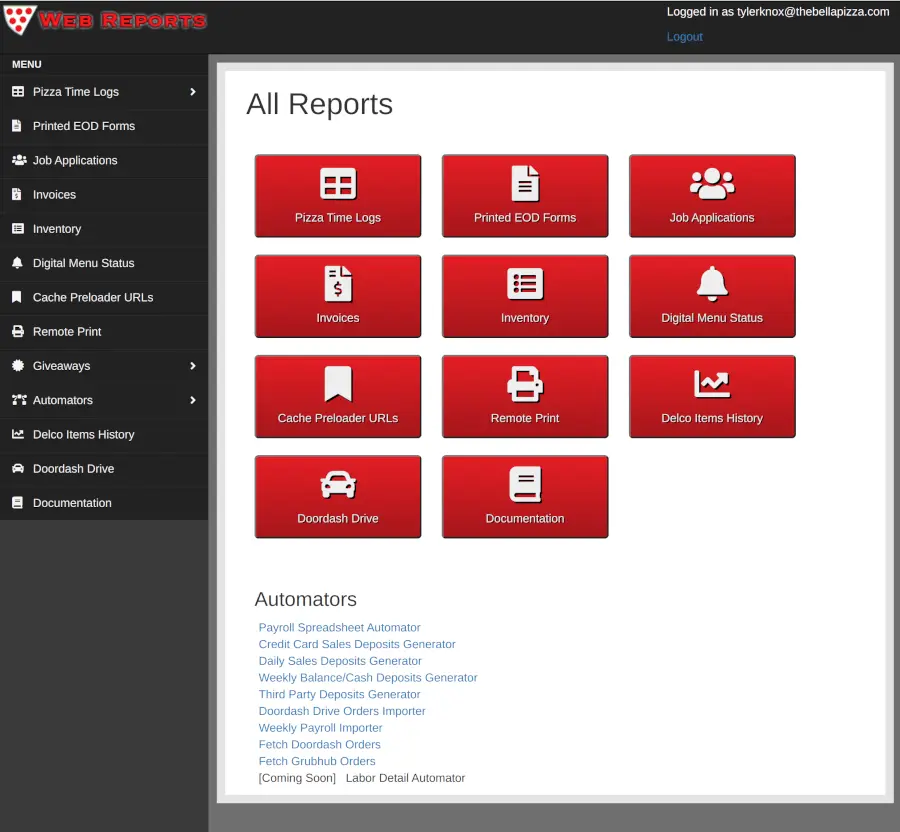 WEB REPORTS
Logged in as tylerknox@thebellapizza.com
Logout
MENU
Pizza Time Logs
Printed EOD Forms
Job Applications
Invoices
Inventory
Digital Menu Status
Cache Preloader URLs
Remote Print
Giveaways
Automators
Delco Items History
Doordash Drive
Documentation
All Reports
Pizza Time Logs
Printed EOD Forms
Job Applications
Invoices
Inventory
Digital Menu Status
Cache Preloader URLs
Remote Print
Delco Items History
Doordash Drive
Documentation
Automators
Payroll Spreadsheet Automator
Credit Card Sales Deposits Generator
Daily Sales Deposits Generator
Weekly Balance/Cash Deposits Generator
Third Party Deposits Generator
Doordash Drive Orders Importer
Weekly Payroll Importer
Fetch Doordash Orders
Fetch Grubhub Orders
[Coming Soon] Labor Detail Automator